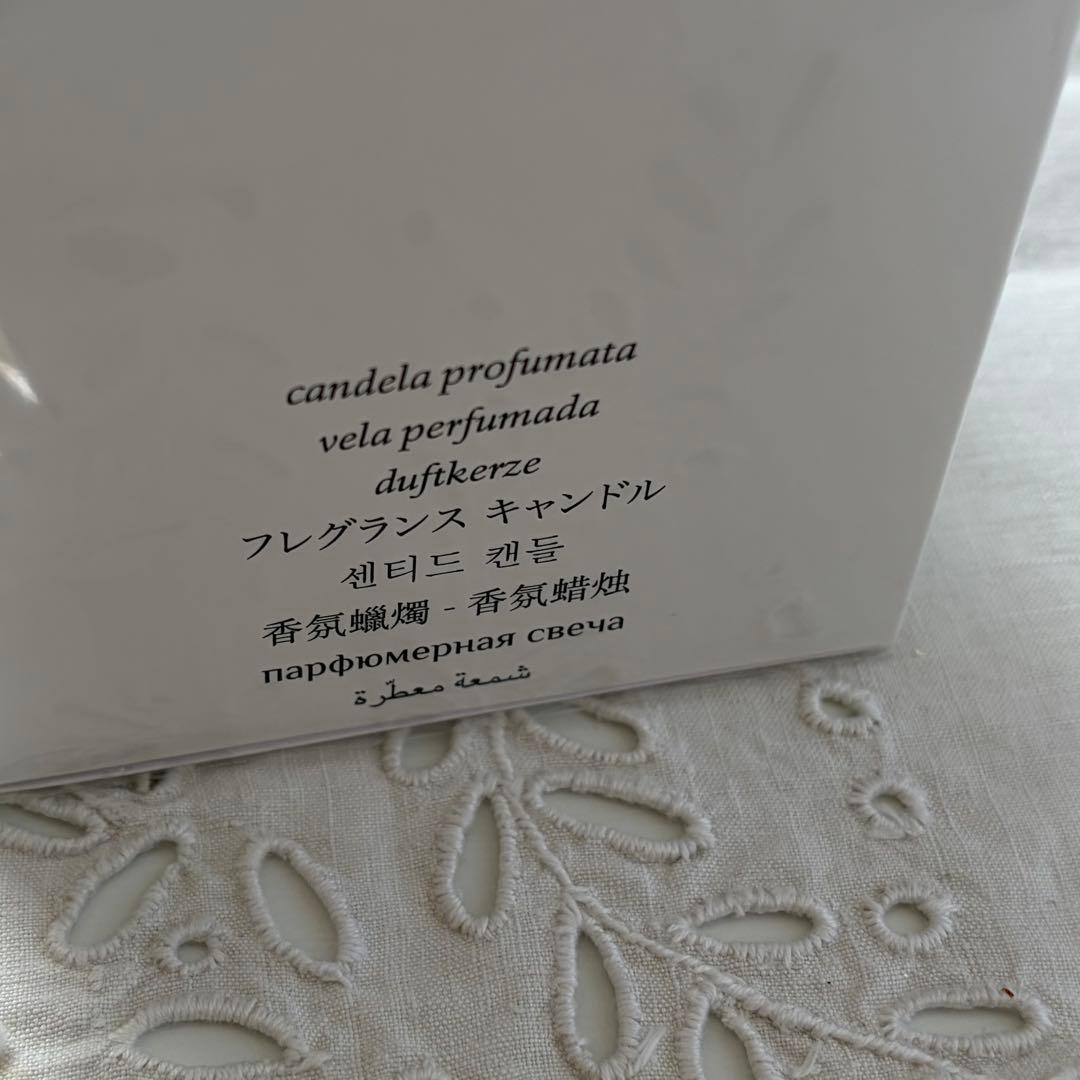 candela profumata
vela perfumada
duftkerze
フレグランス キャンドル
센티드 캔들
香氛蠟燭 - 香氛蜡烛
парфюмерная свеча
شمعة معطّرة